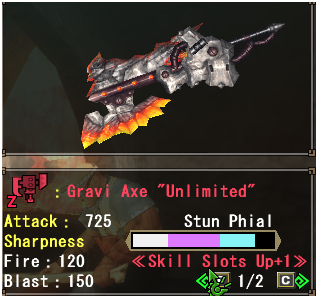 Z : Gravi Axe "Unlimited"
Attack : 725 Stun Phial
Sharpness
Fire : 120 ≪Skill Slots Up+1≫
Blast : 150 1/2 C